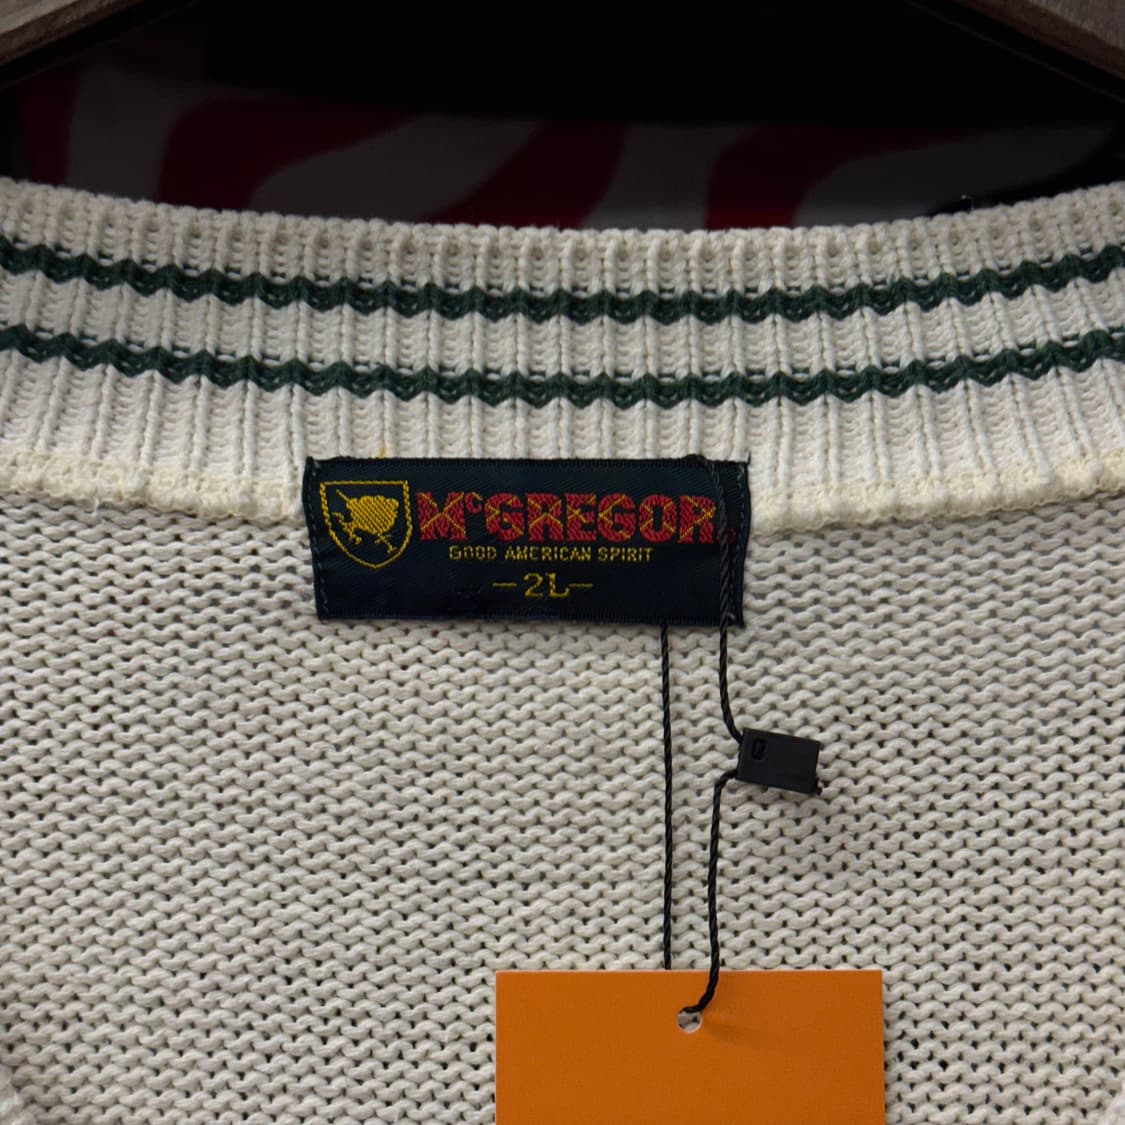 McGREGOR.
GOOD AMERICAN SPIRIT
-2L-